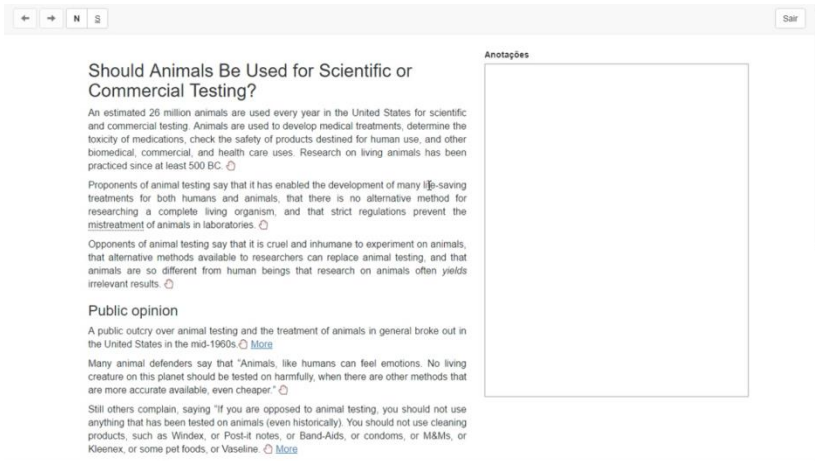 N S Sair
Anotações
Should Animals Be Used for Scientific or
Commercial Testing?
An estimated 26 million animals are used every year in the United States for scientific
and commercial testing. Animals are used to develop medical treatments, determine the
toxicity of medications, check the safety of products destined for human use, and other
biomedical, commercial, and health care uses. Research on living animals has been
practiced since at least 500 BC.
Proponents of animal testing say that it has enabled the development of many life-saving
treatments for both humans and animals, that there is no alternative method for
researching a complete living organism, and that strict regulations prevent the
mistreatment of animals in laboratories.
Opponents of animal testing say that it is cruel and inhumane to experiment on animals,
that alternative methods available to researchers can replace animal testing, and that
animals are so different from human beings that research on animals often yields
irrelevant results.
Public opinion
A public outcry over animal testing and the treatment of animals in general broke out in
the United States in the mid-1960s. More
Many animal defenders say that "Animals, like humans can feel emotions. No living
creature on this planet should be tested on harmfully, when there are other methods that
are more accurate available, even cheaper."
Still others complain, saying "If you are opposed to animal testing, you should not use
anything that has been tested on animals (even historically). You should not use cleaning
products, such as Windex, or Post-it notes, or Band-Aids, or condoms, or M&Ms, or
Kleenex, or some pet foods, or Vaseline. More